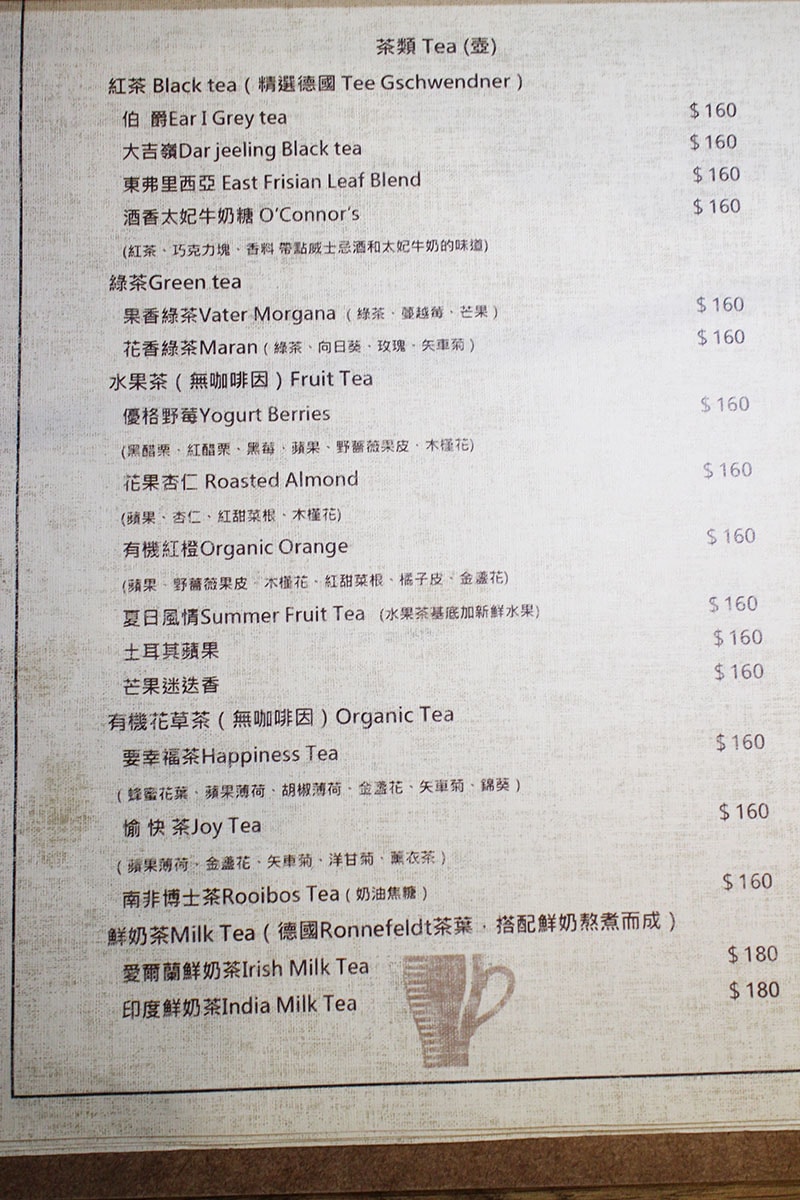 茶類 Tea (壺)
紅茶 Black tea ( 精選德國 Tee Gschwendner )
伯 爵Ear I Grey tea $160
大吉嶺Dar jeeling Black tea $160
東弗里西亞 East Frisian Leaf Blend $160
酒香太妃牛奶糖 O'Connor's $160
(紅茶、巧克力塊、香料 帶點威士忌酒和太妃牛奶的味道)
綠茶Green tea
果香綠茶Vater Morgana ( 綠茶、蔓越莓、芒果 ) $160
花香綠茶Maran ( 綠茶、向日葵、玫瑰、矢車菊 ) $160
水果茶 ( 無咖啡因 ) Fruit Tea
優格野莓Yogurt Berries $160
(黑醋栗、紅醋栗、黑莓、蘋果、野薔薇果皮、木槿花)
花果杏仁 Roasted Almond $160
(蘋果、杏仁、紅甜菜根、木槿花)
有機紅橙Organic Orange $160
(蘋果、野薔薇果皮、木槿花、紅甜菜根、橘子皮、金盞花)
夏日風情Summer Fruit Tea (水果茶基底加新鮮水果) $160
土耳其蘋果 $160
芒果迷迭香 $160
有機花草茶 ( 無咖啡因 ) Organic Tea
要幸福茶Happiness Tea $160
( 蜂蜜花葉、蘋果薄荷、胡椒薄荷、金盞花、矢車菊、錦葵 )
愉 快 茶Joy Tea $160
( 蘋果薄荷、金盞花、矢車菊、洋甘菊、薰衣茶 )
南非博士茶Rooibos Tea ( 奶油焦糖 ) $160
鮮奶茶Milk Tea ( 德國Ronnefeldt茶葉，搭配鮮奶熬煮而成 )
愛爾蘭鮮奶茶Irish Milk Tea $180
印度鮮奶茶India Milk Tea $180